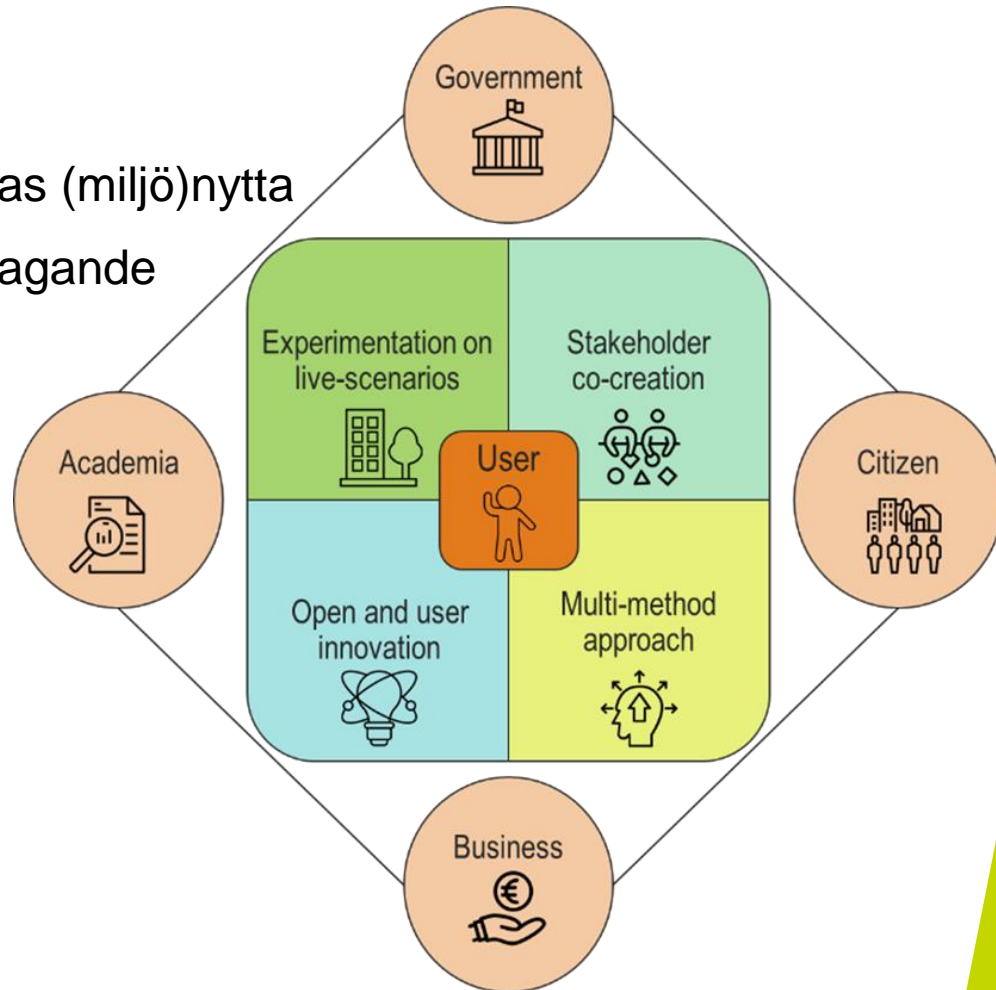 Government
as (miljö)nytta
agande
Experimentation on
live-scenarios
Stakeholder
co-creation
Academia
User
Citizen
Open and user
innovation
Multi-method
approach
Business
€